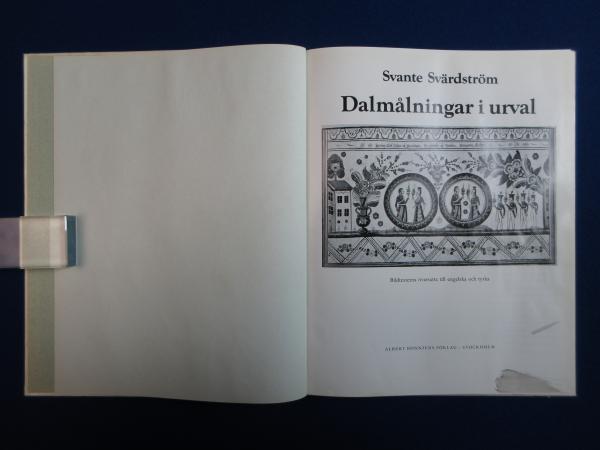 Svante Svärdström
Dalmålningar i urval
Bildtexterna översatta till engelska och tyska
ALBERT BONNIERS FÖRLAG · STOCKHOLM